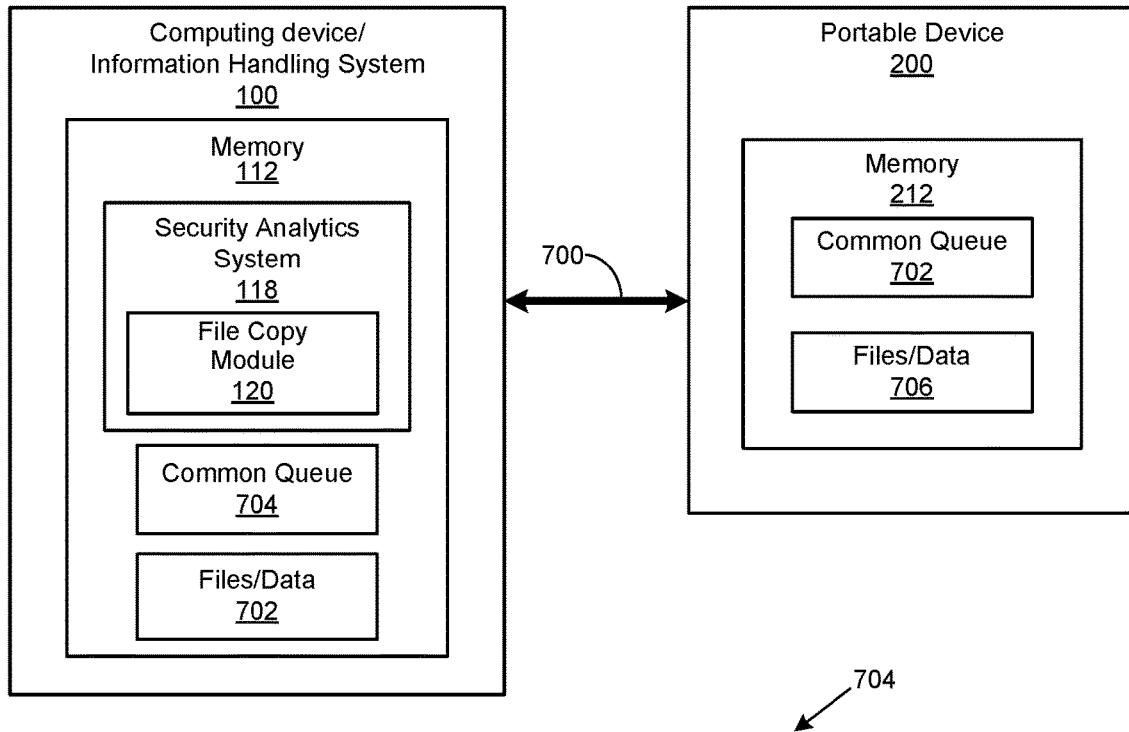 Computing device/
Information Handling System
100
Memory
112
Security Analytics
System
118
File Copy
Module
120
Common Queue
704
Files/Data
702
700
Portable Device
200
Memory
212
Common Queue
702
Files/Data
706
704